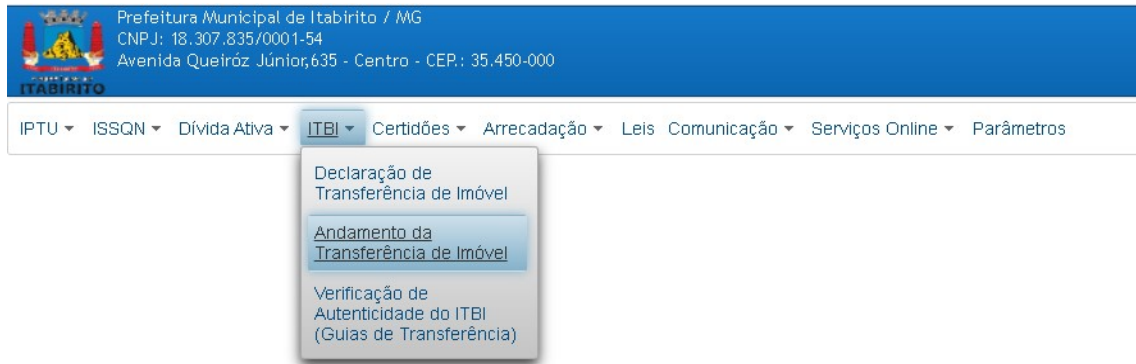 Prefeitura Municipal de Itabirito / MG
CNPJ: 18.307.835/0001-54
Avenida Queiróz Júnior,635 - Centro - CEP.: 35.450-000
ITABIRITO
IPTU ISSQN Dívida Ativa ITBI Certidões Arrecadação Leis Comunicação Serviços Online Parâmetros
Declaração de
Transferência de Imóvel
Andamento da
Transferência de Imóvel
Verificação de
Autenticidade do ITBI
(Guias de Transferência)